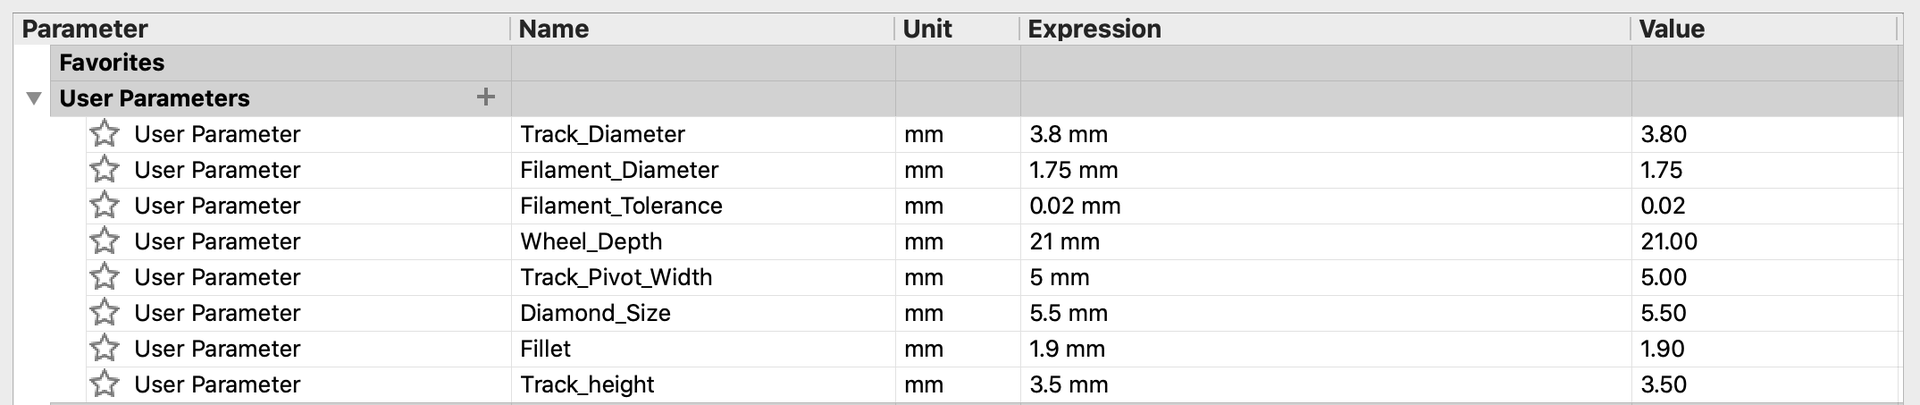 Parameter Name Unit Expression Value
Favorites
User Parameters +
User Parameter Track_Diameter mm 3.8 mm 3.80
User Parameter Filament_Diameter mm 1.75 mm 1.75
User Parameter Filament_Tolerance mm 0.02 mm 0.02
User Parameter Wheel_Depth mm 21 mm 21.00
User Parameter Track_Pivot_Width mm 5 mm 5.00
User Parameter Diamond_Size mm 5.5 mm 5.50
User Parameter Fillet mm 1.9 mm 1.90
User Parameter Track_height mm 3.5 mm 3.50